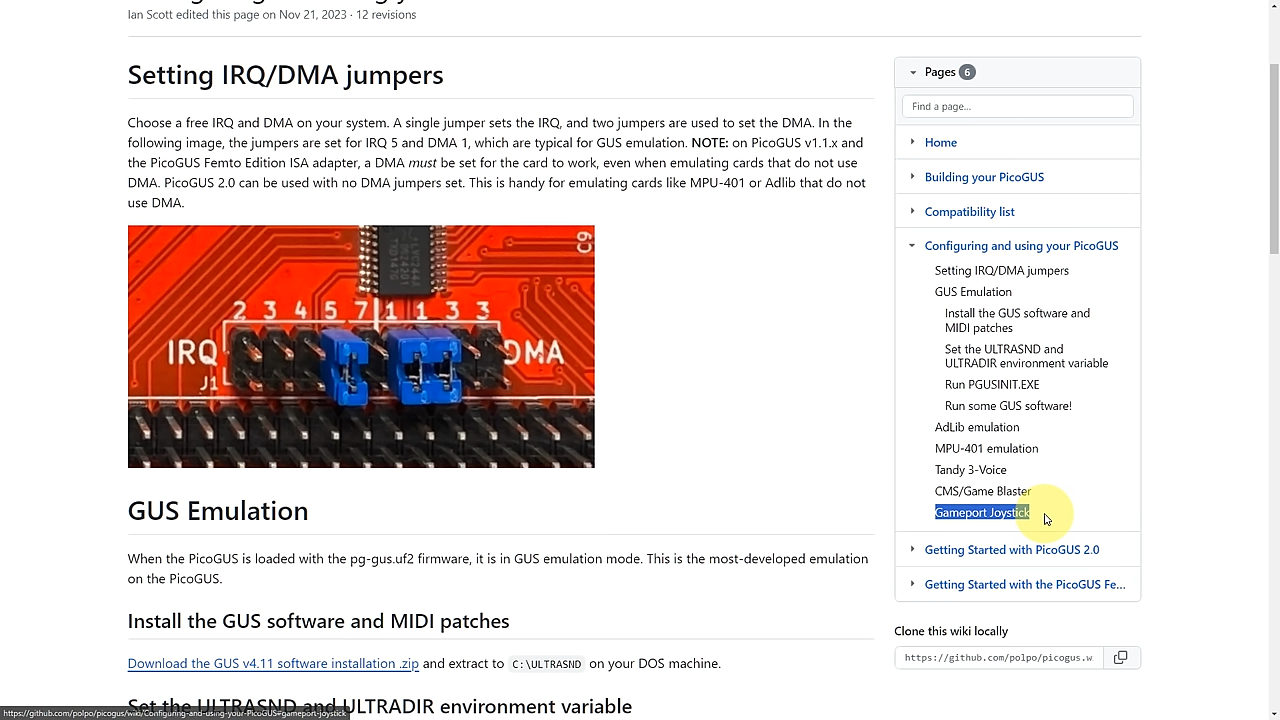 Ian Scott edited this page on Nov 21, 2023 · 12 revisions
Setting IRQ/DMA jumpers
Choose a free IRQ and DMA on your system. A single jumper sets the IRQ, and two jumpers are used to set the DMA. In the
following image, the jumpers are set for IRQ 5 and DMA 1, which are typical for GUS emulation. NOTE: on PicoGUS v1.1.x and
the PicoGUS Femto Edition ISA adapter, a DMA must be set for the card to work, even when emulating cards that do not use
DMA. PicoGUS 2.0 can be used with no DMA jumpers set. This is handy for emulating cards like MPU-401 or Adlib that do not
use DMA.
C9
2 3 4 5 7 1 1 3 3
IRQ DMA
J1
GUS Emulation
When the PicoGUS is loaded with the pg-gus.uf2 firmware, it is in GUS emulation mode. This is the most-developed emulation
on the PicoGUS.
Install the GUS software and MIDI patches
Download the GUS v4.11 software installation .zip and extract to C:\ULTRASND on your DOS machine.
Set the ULTRASND and ULTRADIR environment variable
Pages 6
Find a page...
Home
Building your PicoGUS
Compatibility list
Configuring and using your PicoGUS
Setting IRQ/DMA jumpers
GUS Emulation
Install the GUS software and
MIDI patches
Set the ULTRASND and
ULTRADIR environment variable
Run PGUSINIT.EXE
Run some GUS software!
AdLib emulation
MPU-401 emulation
Tandy 3-Voice
CMS/Game Blaster
Gameport Joystick
Getting Started with PicoGUS 2.0
Getting Started with the PicoGUS Fe...
Clone this wiki locally
https://github.com/polpo/picogus.w
https://github.com/polpo/picogus/wiki/Configuring-and-using-your-PicoGUS#gameport-joystick